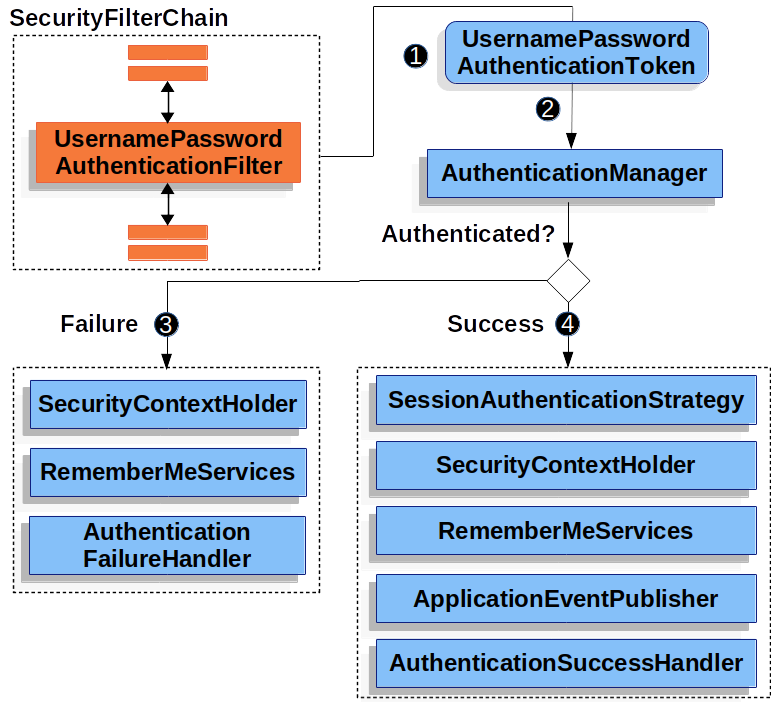 SecurityFilterChain
UsernamePassword
AuthenticationFilter
1
UsernamePassword
AuthenticationToken
2
AuthenticationManager
Authenticated?
Failure 3
Success 4
SecurityContextHolder
RememberMeServices
Authentication
FailureHandler
SessionAuthenticationStrategy
SecurityContextHolder
RememberMeServices
ApplicationEventPublisher
AuthenticationSuccessHandler